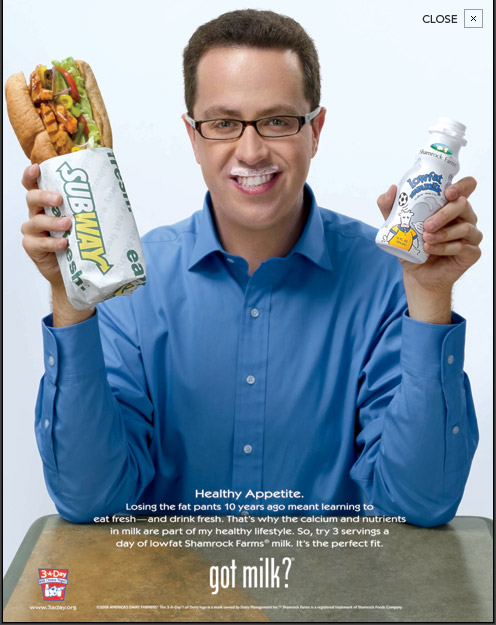 CLOSE ×
fresh.
SUBWAY
fresh.
eat
Shamrock Farms
lowfat
Healthy Appetite.
Losing the fat pants 10 years ago meant learning to
eat fresh—and drink fresh. That's why the calcium and nutrients
in milk are part of my healthy lifestyle. So, try 3 servings a
day of lowfat Shamrock Farms® milk. It's the perfect fit.
got milk?
3-A-Day
www.3aday.org
©2008 AMERICA'S DAIRY FARMERS. The 3-A-Day™ of Dairy logo is a mark owned by Dairy Management Inc.™ Shamrock Farms is a registered trademark of Shamrock Foods Company.